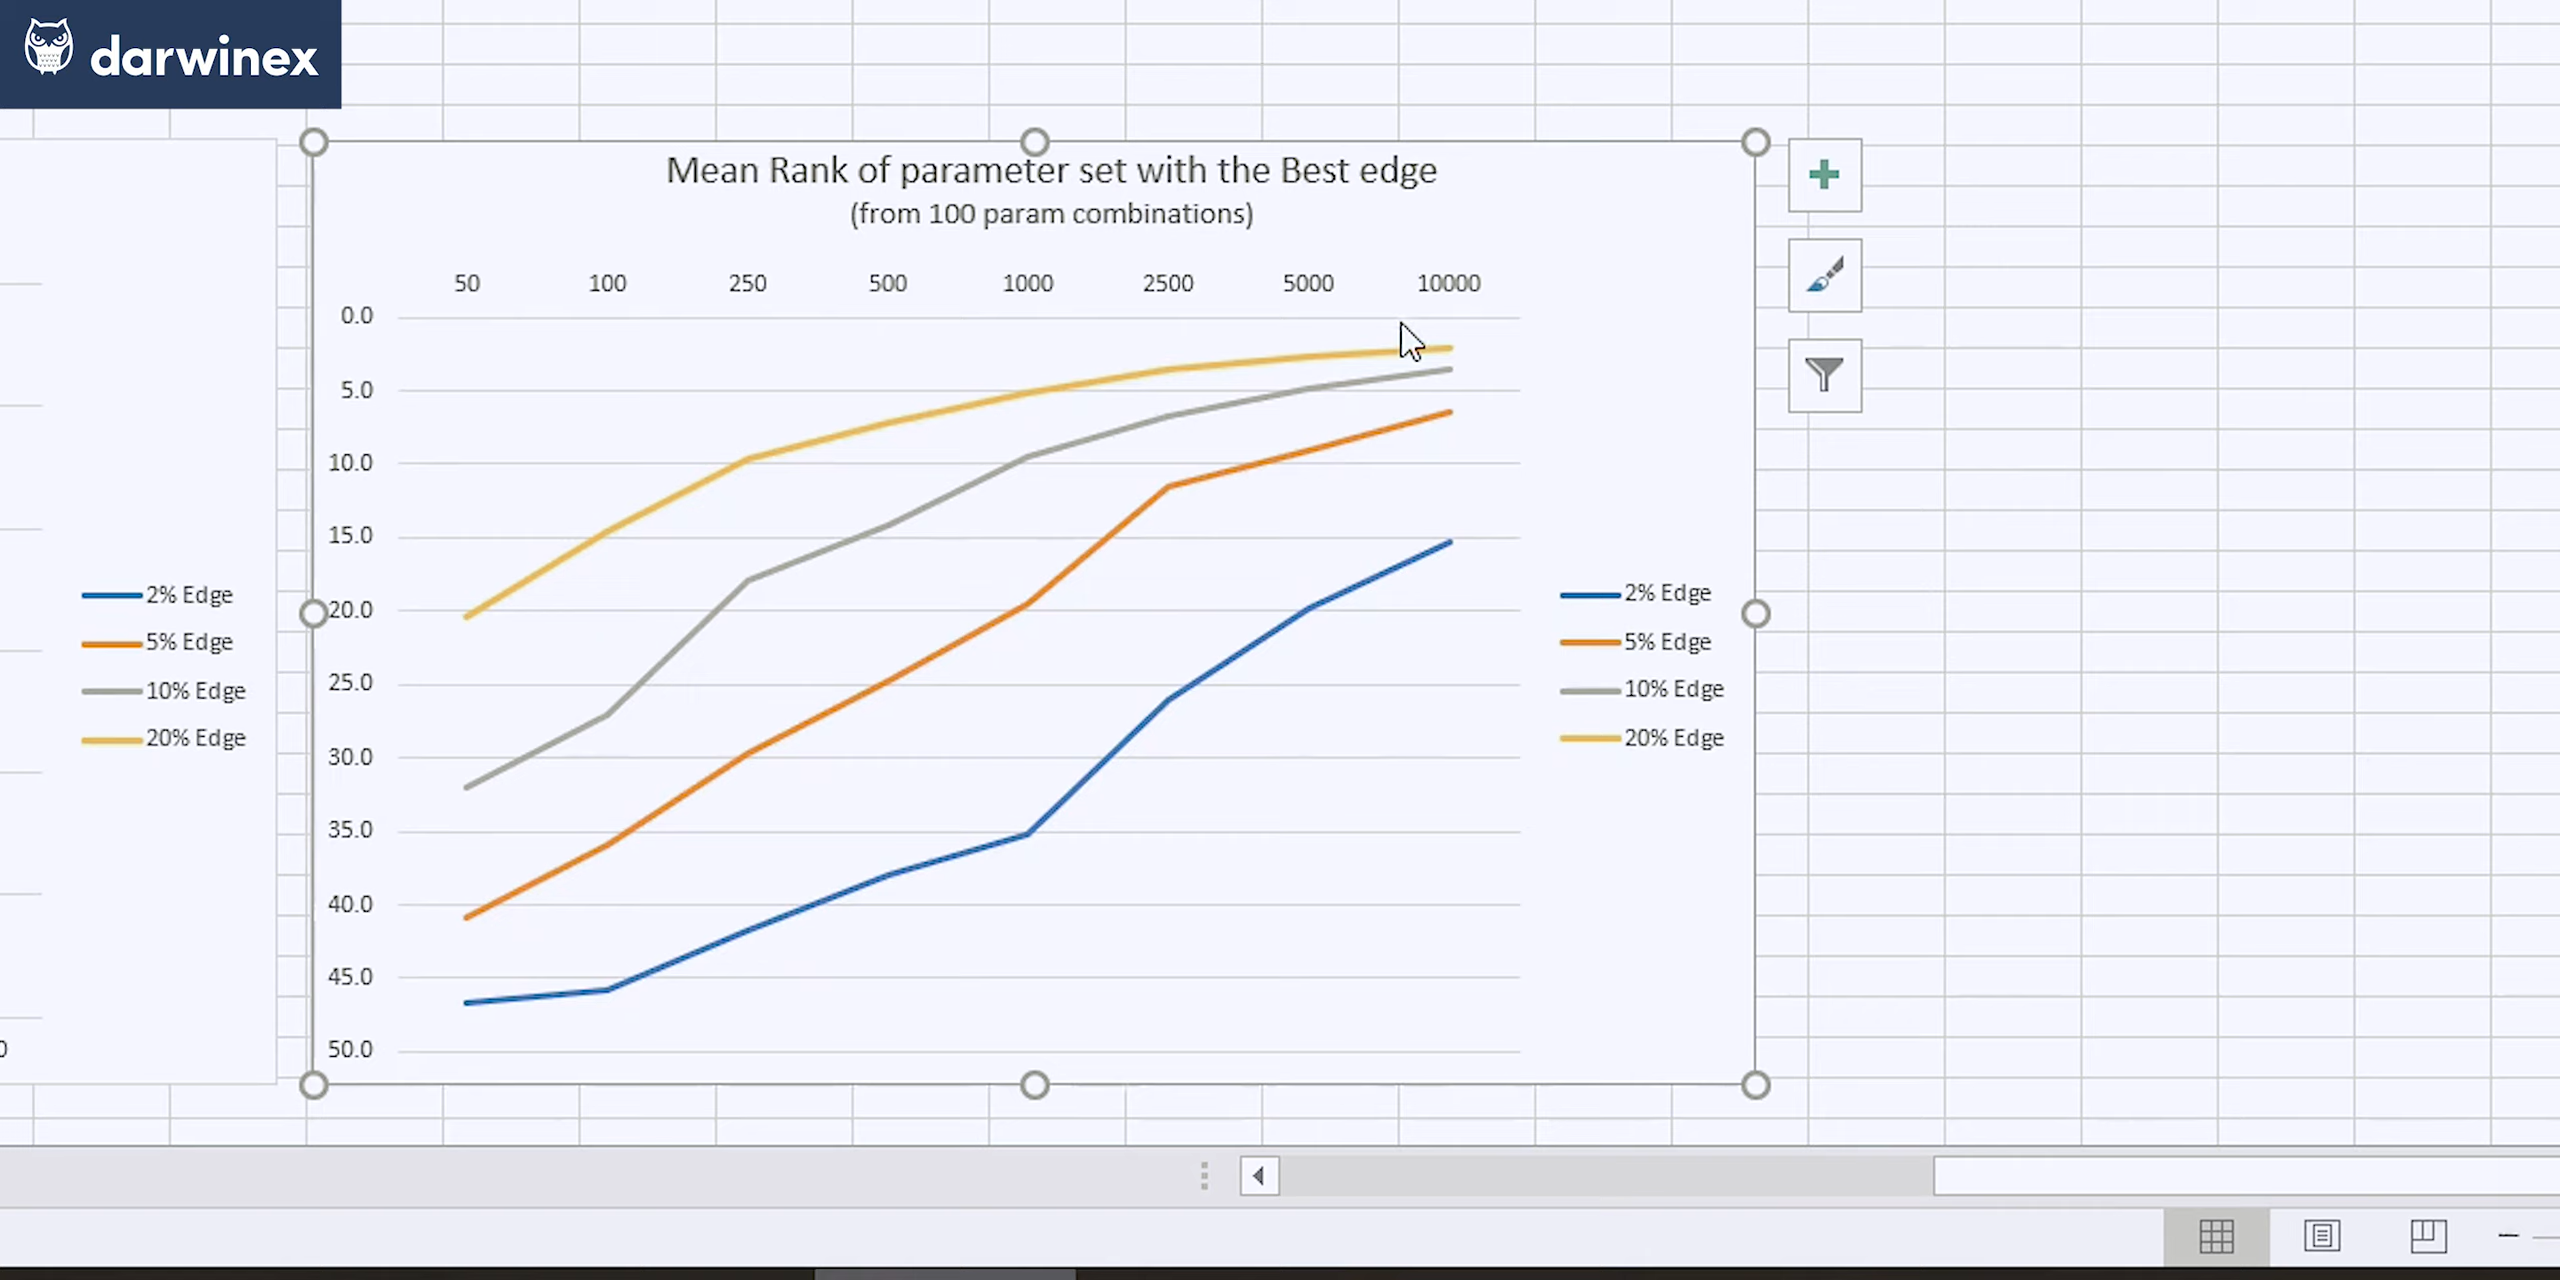 darwinex
Mean Rank of parameter set with the Best edge
(from 100 param combinations)
50 100 250 500 1000 2500 5000 10000
0.0
5.0
10.0
15.0
20.0
25.0
30.0
35.0
40.0
45.0
50.0
2% Edge
5% Edge
10% Edge
20% Edge
2% Edge
5% Edge
10% Edge
20% Edge